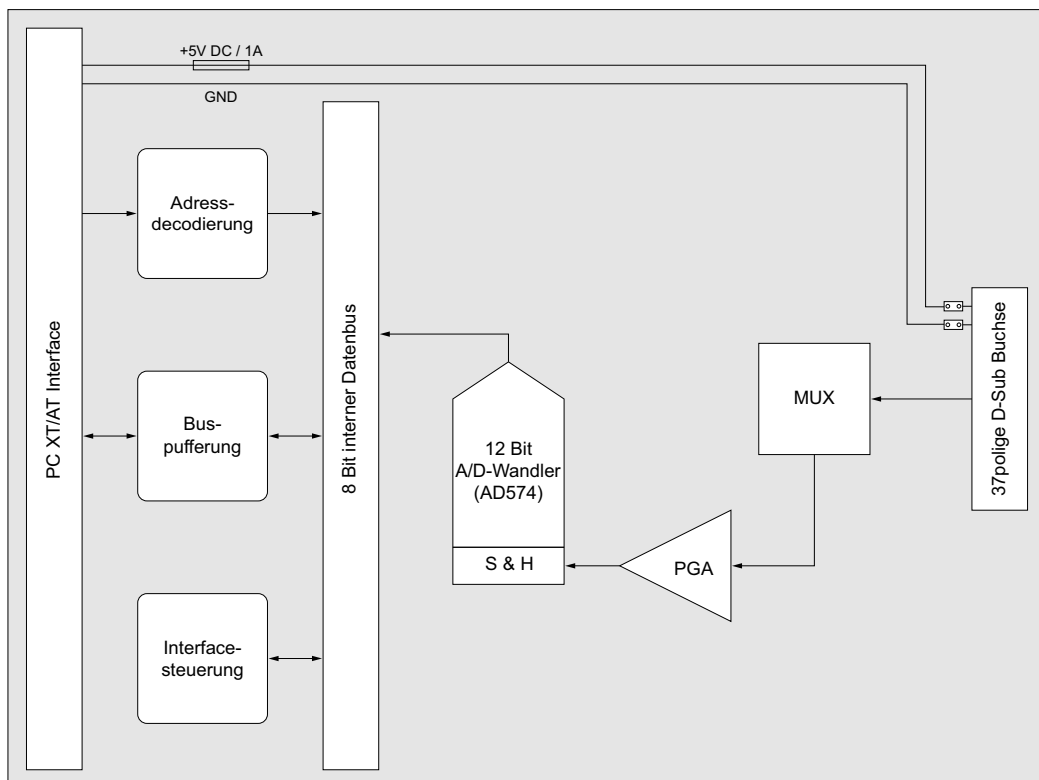 +5V DC / 1A
GND
PC XT/AT Interface
Adress-
decodierung
Bus-
pufferung
Interface-
steuerung
8 Bit interner Datenbus
12 Bit
A/D-Wandler
(AD574)
S & H
PGA
MUX
37polige D-Sub Buchse